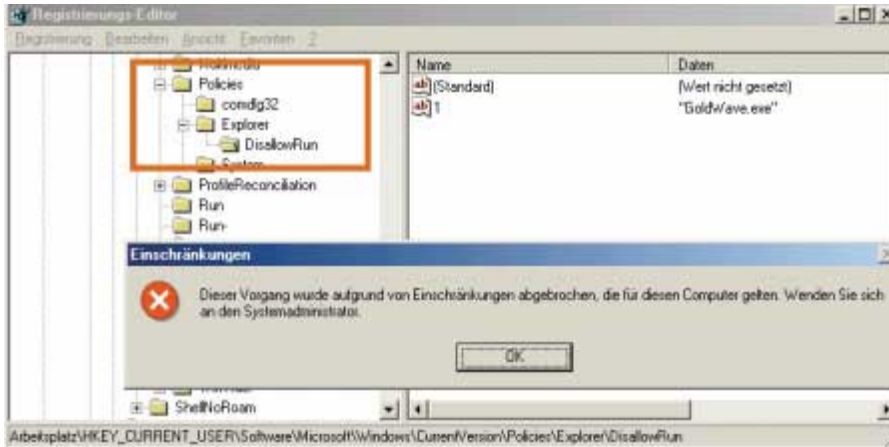 Registrierungs-Editor
Registrierung Bearbeiten Ansicht Favoriten ?
Name Daten
Policies
(Standard) (Wert nicht gesetzt)
comdlg32
1 "GoldWave.exe"
Explorer
DisallowRun
System
ProfileReconciliation
Run
Run-
Einschränkungen
Dieser Vorgang wurde aufgrund von Einschränkungen abgebrochen, die für diesen Computer gelten. Wenden Sie sich
an den Systemadministrator.
OK
ShellNoRoam
Arbeitsplatz\HKEY_CURRENT_USER\Software\Microsoft\Windows\CurrentVersion\Policies\Explorer\DisallowRun